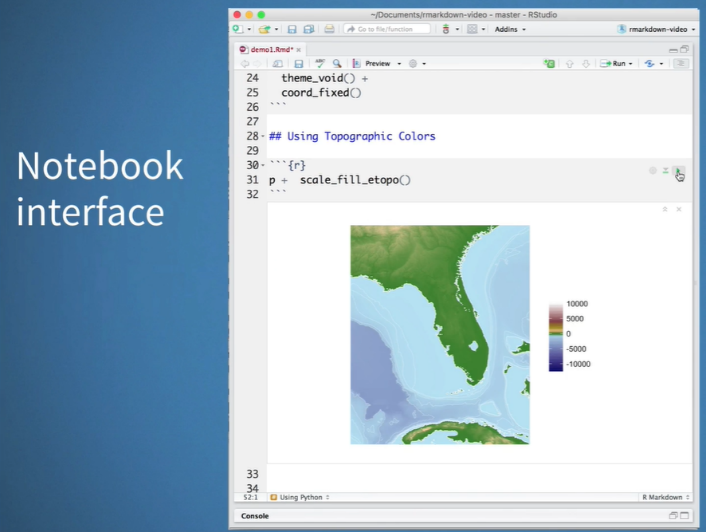 Notebook
interface
~/Documents/rmarkdown-video - master - RStudio
Go to file/function
Addins
rmarkdown-video
demo1.Rmd*
ABC
Preview
Run
24 theme_void() +
25 coord_fixed()
26 ```
27
28 ## Using Topographic Colors
29
30 ```{r}
31 p + scale_fill_etopo()
32 ```
10000
5000
0
-5000
-10000
33
34
52:1 Using Python
R Markdown
Console